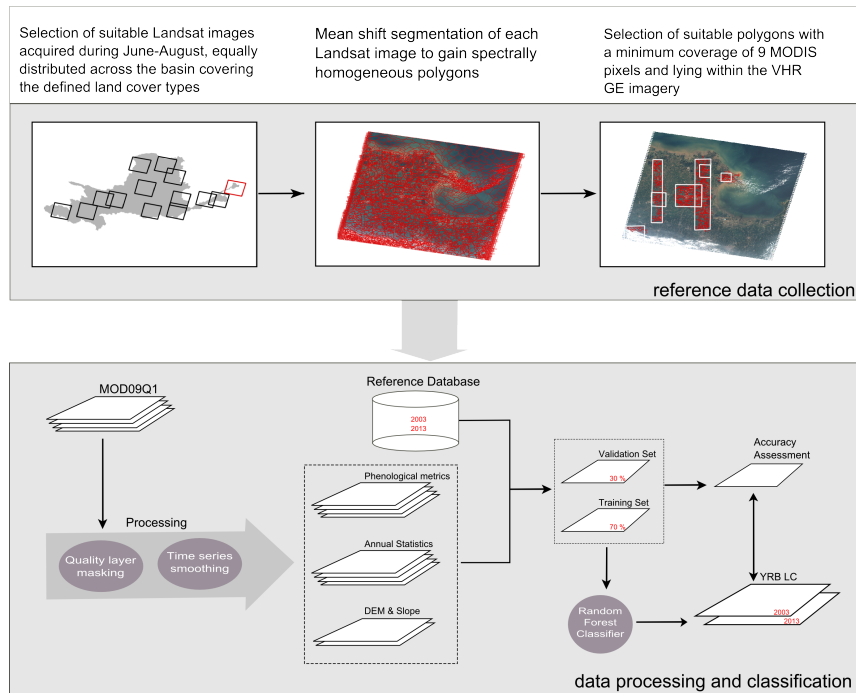 Selection of suitable Landsat images
acquired during June-August, equally
distributed across the basin covering
the defined land cover types
Mean shift segmentation of each
Landsat image to gain spectrally
homogeneous polygons
Selection of suitable polygons with
a minimum coverage of 9 MODIS
pixels and lying within the VHR
GE imagery
reference data collection
MOD09Q1
Processing
Quality layer
masking
Time series
smoothing
Reference Database
2003
2013
Phenological metrics
Annual Statistics
DEM & Slope
Validation Set
30 %
Training Set
70 %
Accuracy
Assessment
Random
Forest
Classifier
YRB LC
2003
2013
data processing and classification